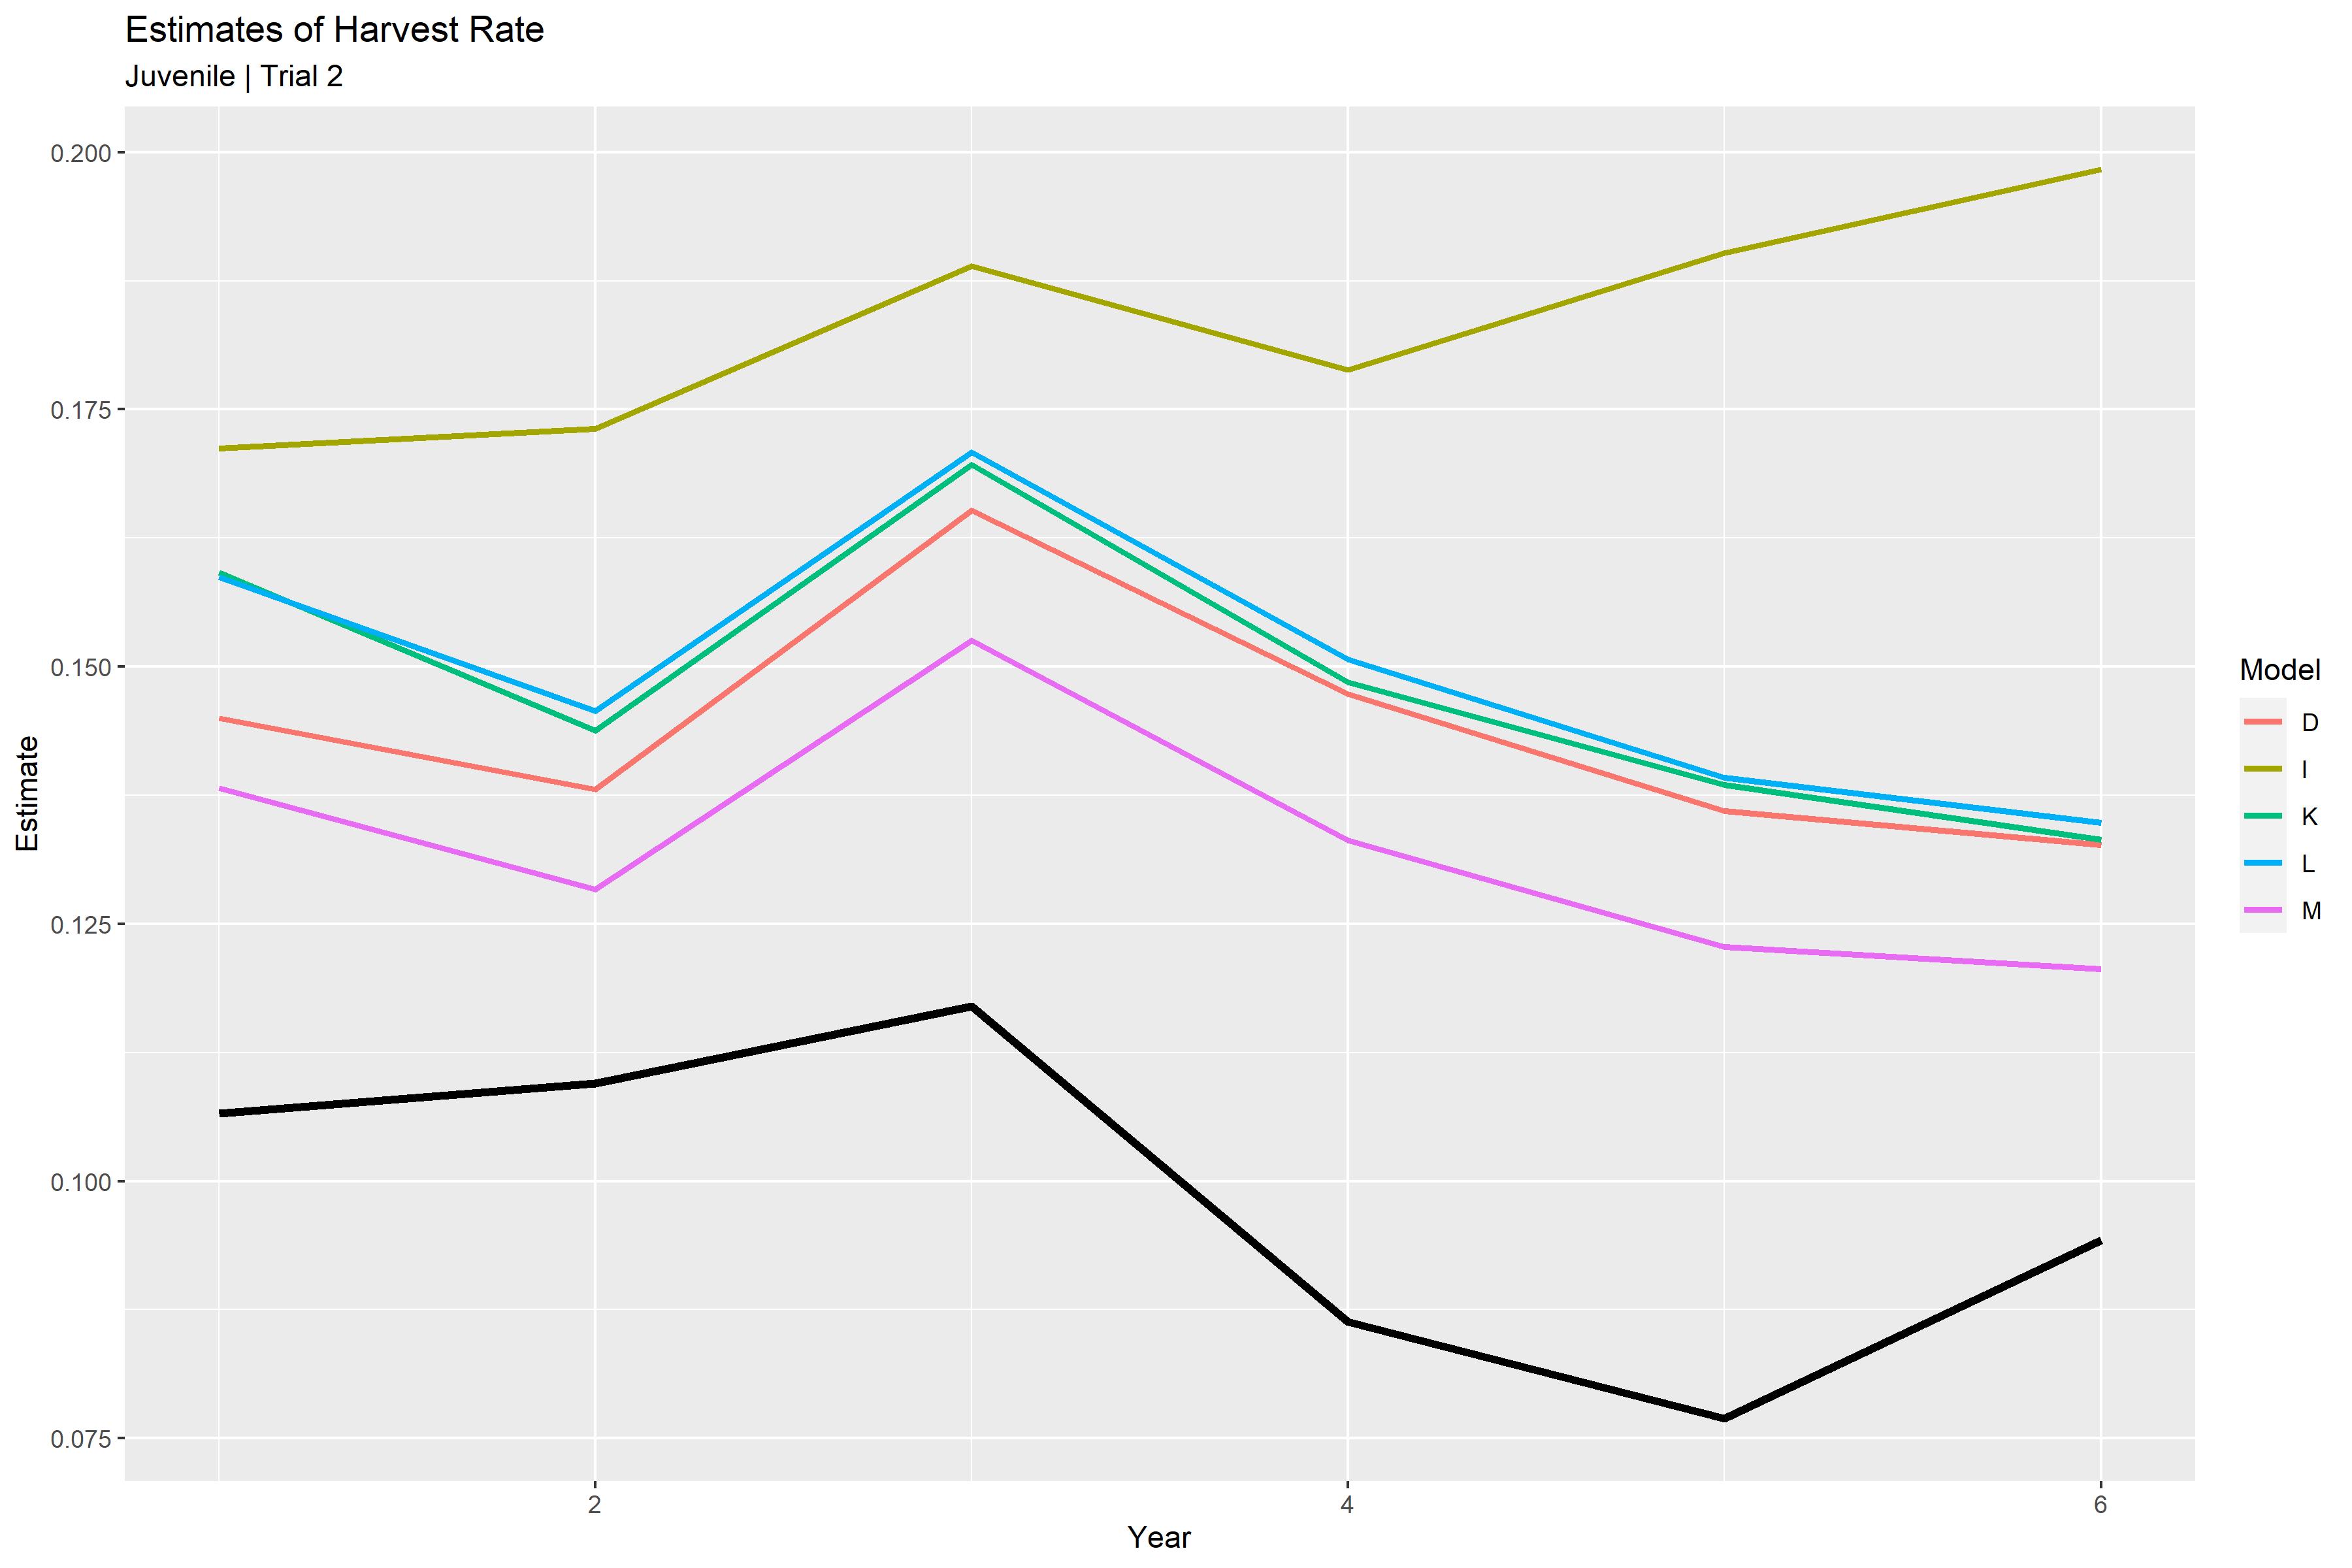 Estimates of Harvest Rate
Juvenile | Trial 2
0.200
0.175
0.150
0.125
0.100
0.075
Estimate
2
4
6
Year
Model
D
I
K
L
M